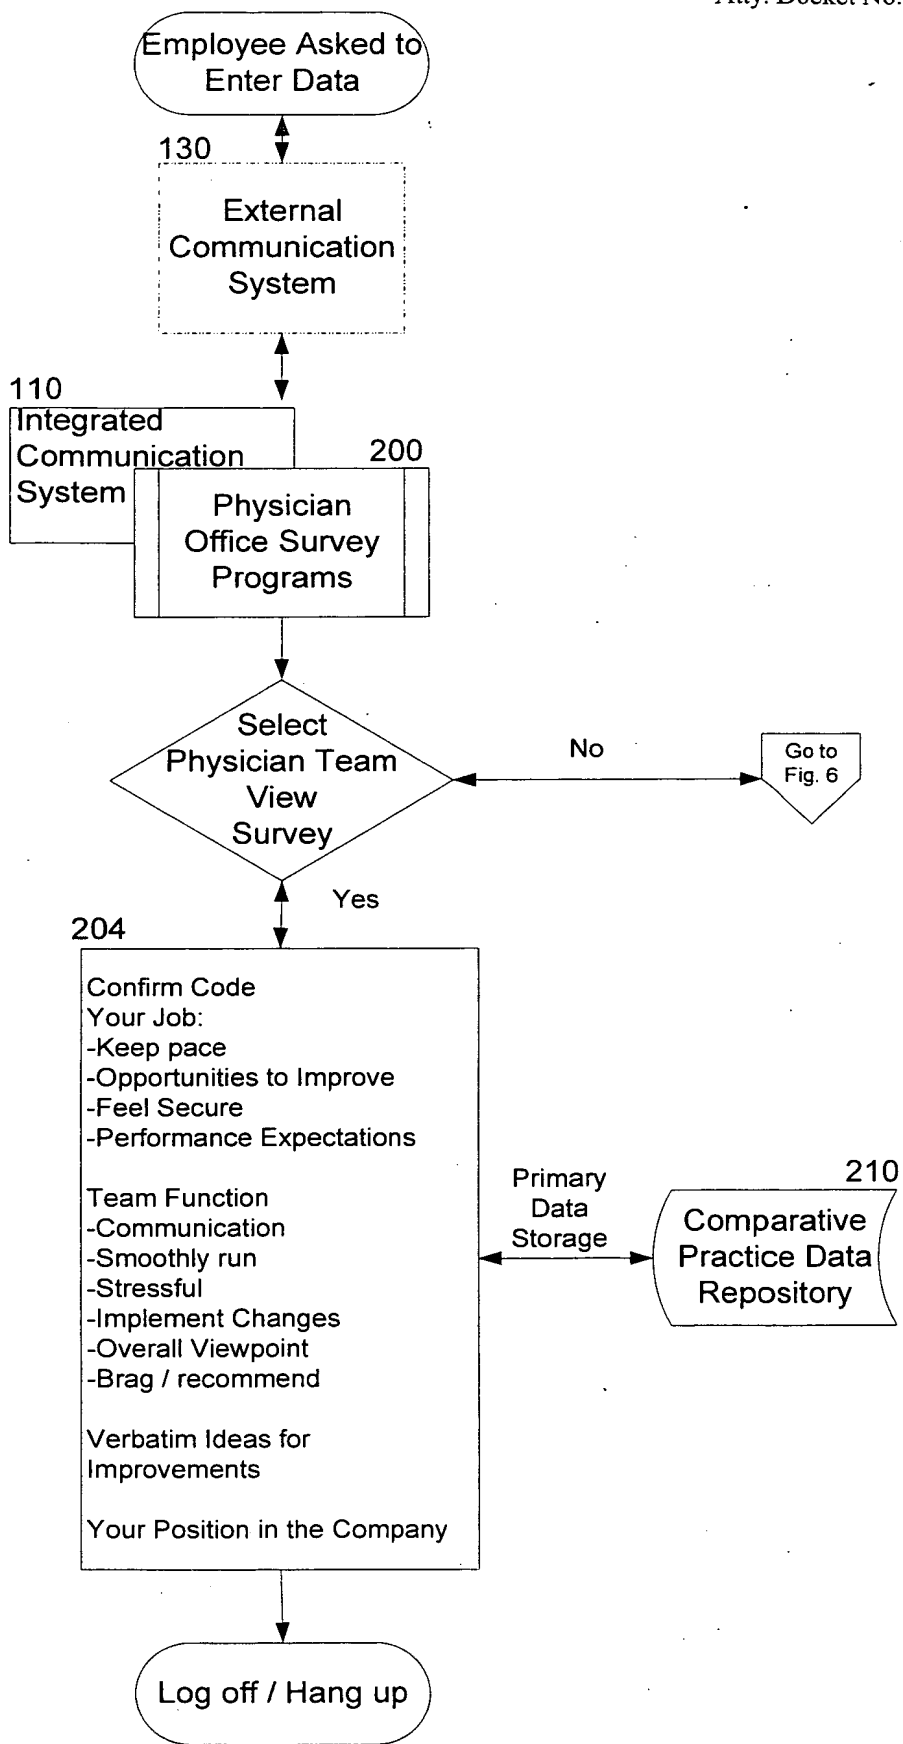 Atty. Docket No.
Employee Asked to
Enter Data
130
External
Communication
System
110
Integrated
Communication
System
200
Physician
Office Survey
Programs
Select
Physician Team
View
Survey
No
Go to
Fig. 6
Yes
204
Confirm Code
Your Job:
-Keep pace
-Opportunities to Improve
-Feel Secure
-Performance Expectations
Team Function
-Communication
-Smoothly run
-Stressful
-Implement Changes
-Overall Viewpoint
-Brag / recommend
Verbatim Ideas for
Improvements
Your Position in the Company
Primary
Data
Storage
210
Comparative
Practice Data
Repository
Log off / Hang up